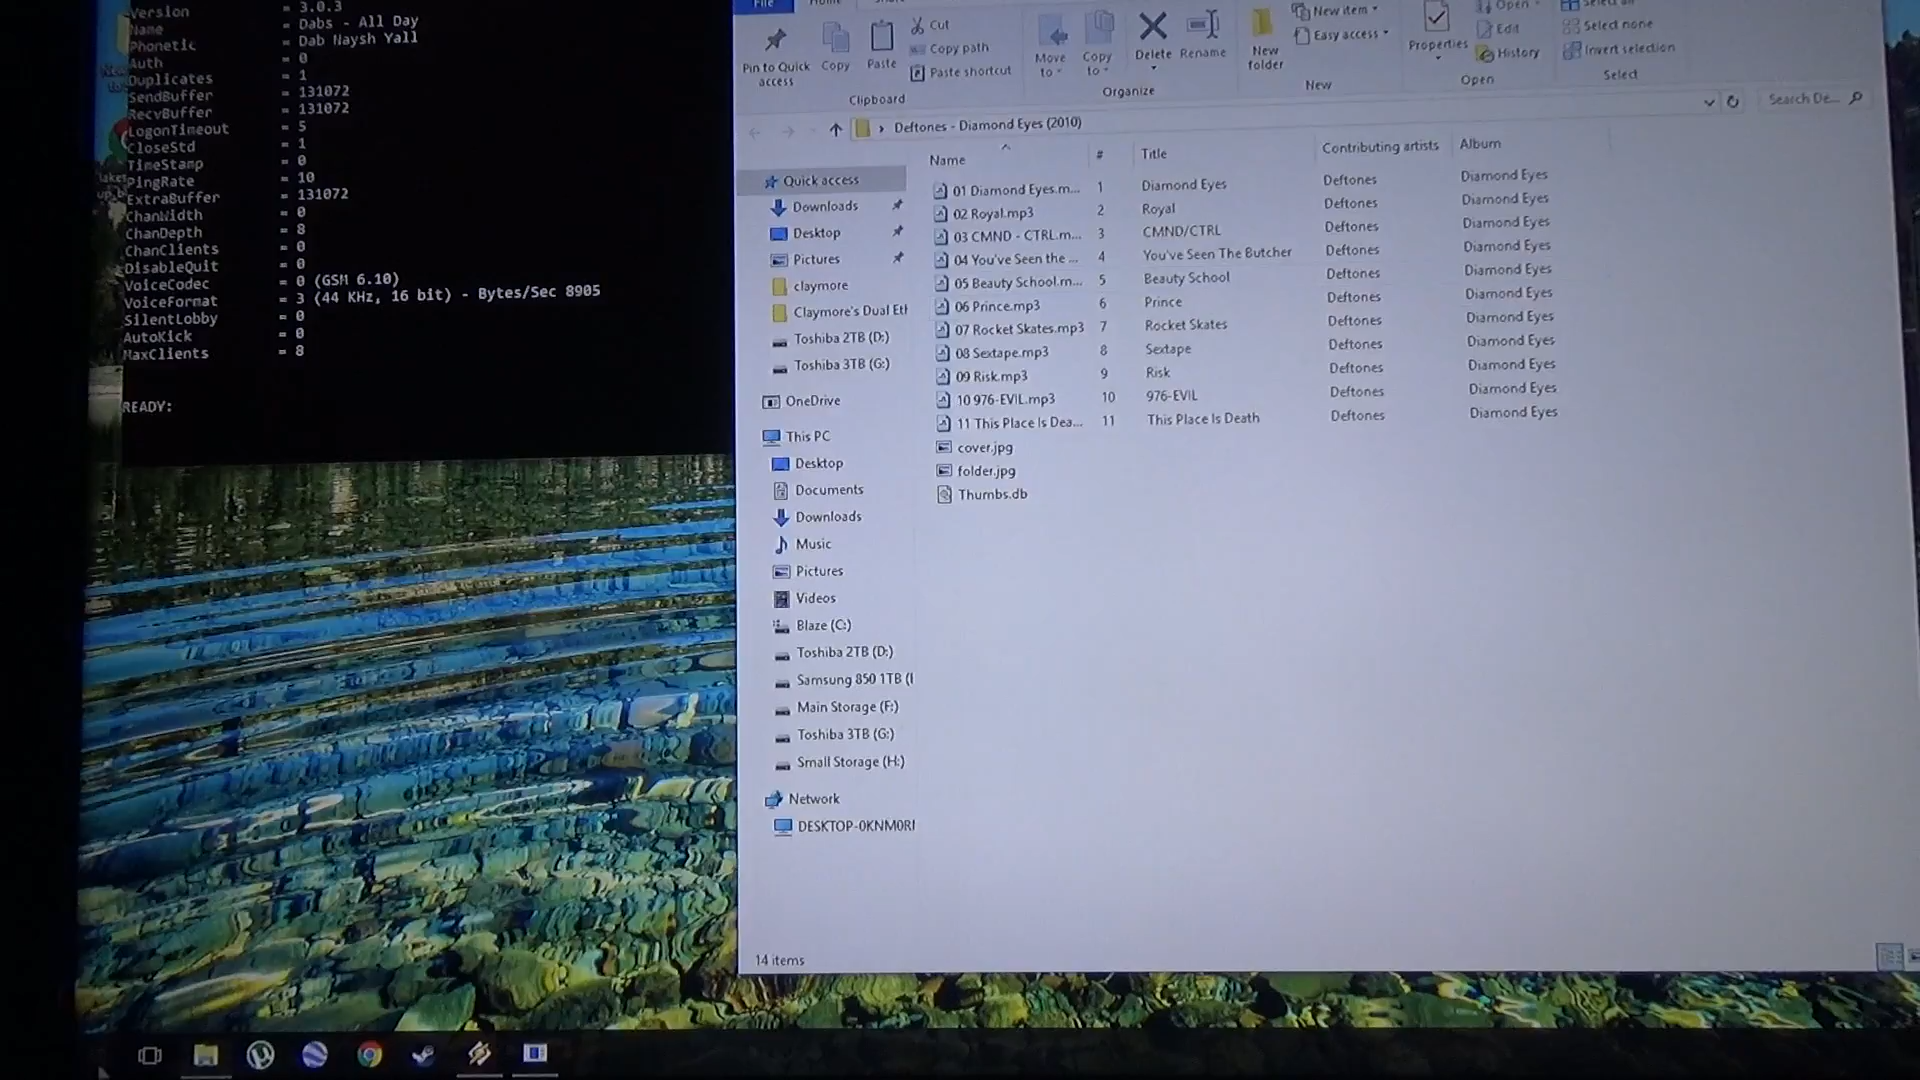 Version = 3.0.3
Name = Dabs - All Day
Phonetic = Dab Naysh Yall
Auth = 0
Duplicates = 1
SendBuffer = 131072
RecvBuffer = 131072
LogonTimeout = 5
CloseStd = 1
TimeStamp = 0
PingRate = 10
ExtraBuffer = 131072
ChanWidth = 0
ChanDepth = 8
ChanClients = 0
DisableQuit = 0
VoiceCodec = 0 (GSM 6.10)
VoiceFormat = 3 (44 KHz, 16 bit) - Bytes/Sec 8905
SilentLobby = 0
AutoKick = 0
MaxClients = 8
READY:
File Home
Pin to Quick access
Copy
Paste
Cut
Copy path
Paste shortcut
Clipboard
Move to
Copy to
Delete
Rename
Organize
New folder
New item
Easy access
New
Properties
Open
Edit
History
Open
Select all
Select none
Invert selection
Select
Deftones - Diamond Eyes (2010)
Search De...
Name # Title Contributing artists Album
01 Diamond Eyes.m... 1 Diamond Eyes Deftones Diamond Eyes
02 Royal.mp3 2 Royal Deftones Diamond Eyes
03 CMND - CTRL.m... 3 CMND/CTRL Deftones Diamond Eyes
04 You've Seen the ... 4 You've Seen The Butcher Deftones Diamond Eyes
05 Beauty School.m... 5 Beauty School Deftones Diamond Eyes
06 Prince.mp3 6 Prince Deftones Diamond Eyes
07 Rocket Skates.mp3 7 Rocket Skates Deftones Diamond Eyes
08 Sextape.mp3 8 Sextape Deftones Diamond Eyes
09 Risk.mp3 9 Risk Deftones Diamond Eyes
10 976-EVIL.mp3 10 976-EVIL Deftones Diamond Eyes
11 This Place Is Dea... 11 This Place Is Death Deftones Diamond Eyes
cover.jpg
folder.jpg
Thumbs.db
Quick access
Downloads
Desktop
Pictures
claymore
Claymore's Dual Eth
Toshiba 2TB (D:)
Toshiba 3TB (G:)
OneDrive
This PC
Desktop
Documents
Downloads
Music
Pictures
Videos
Blaze (C:)
Toshiba 2TB (D:)
Samsung 850 1TB (
Main Storage (F:)
Toshiba 3TB (G:)
Small Storage (H:)
Network
14 items